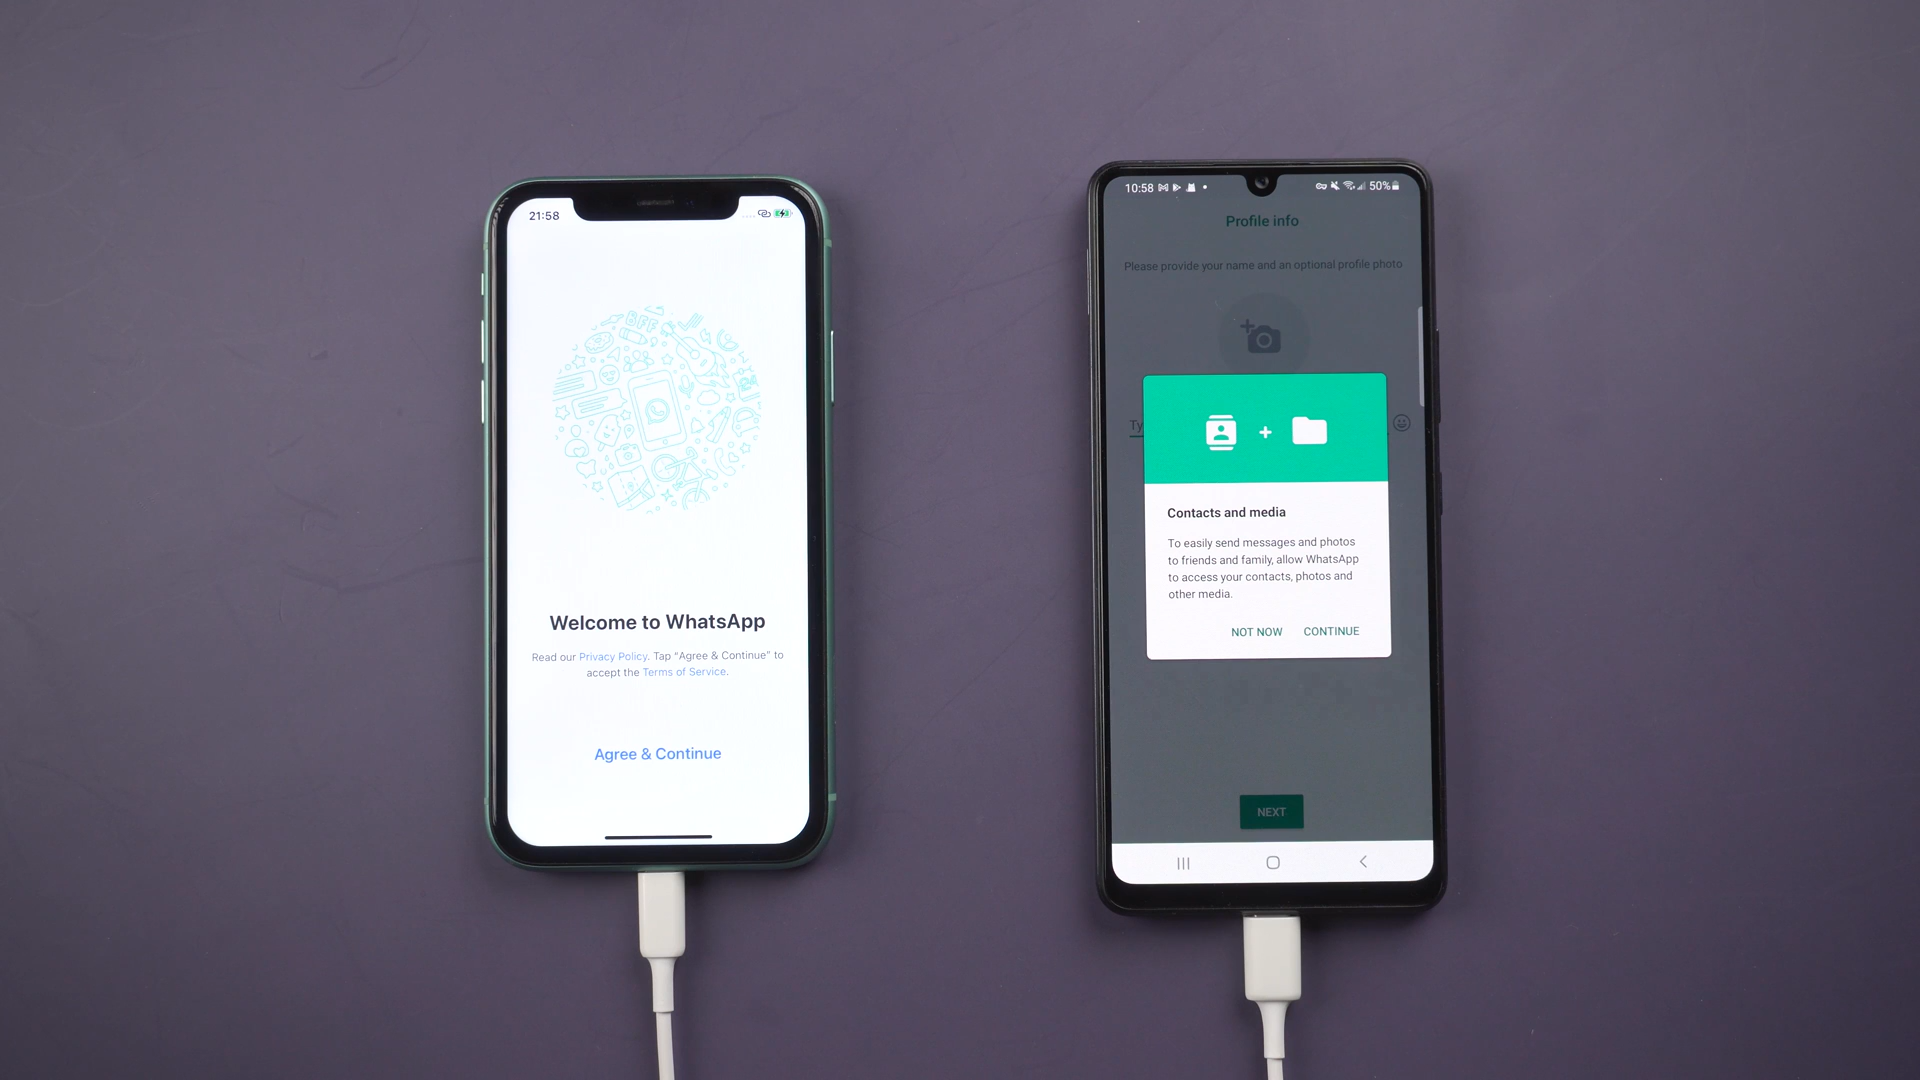 21:58
BFF
Welcome to WhatsApp
Read our Privacy Policy. Tap “Agree & Continue” to
accept the Terms of Service.
Agree & Continue
10:58
50%
Profile info
Please provide your name and an optional profile photo
Ty
Contacts and media
To easily send messages and photos
to friends and family, allow WhatsApp
to access your contacts, photos and
other media.
NOT NOW CONTINUE
NEXT